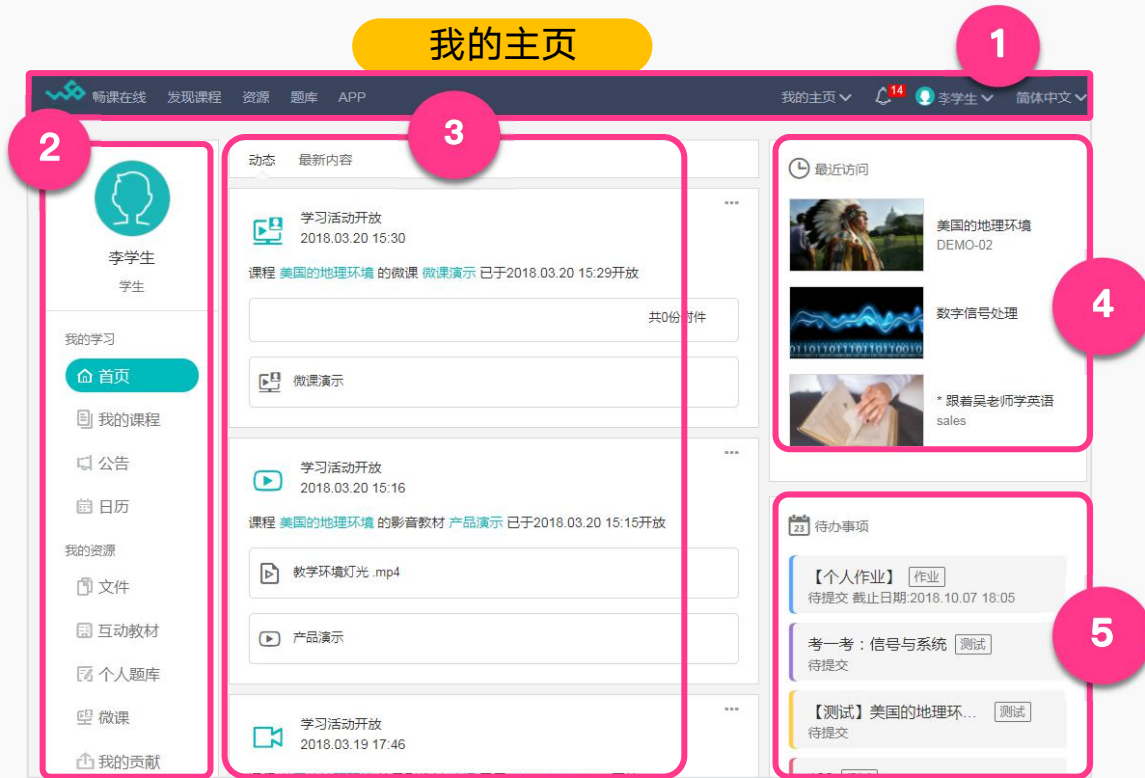 我的主页
1
畅课在线 发现课程 资源 题库 APP 我的主页 14 李学生 简体中文
2
3
李学生
学生
我的学习
首页
我的课程
公告
日历
我的资源
文件
互动教材
个人题库
微课
我的贡献
动态 最新内容
学习活动开放
2018.03.20 15:30
课程 美国的地理环境 的微课 微课演示 已于2018.03.20 15:29开放
共0份附件
微课演示
学习活动开放
2018.03.20 15:16
课程 美国的地理环境 的影音教材 产品演示 已于2018.03.20 15:15开放
教学环境灯光 .mp4
产品演示
学习活动开放
2018.03.19 17:46
最近访问
美国的地理环境
DEMO-02
数字信号处理
* 跟着吴老师学英语
sales
4
23 待办事项
【个人作业】 作业
待提交 截止日期:2018.10.07 18:05
考一考：信号与系统 测试
待提交
【测试】美国的地理环... 测试
待提交
5